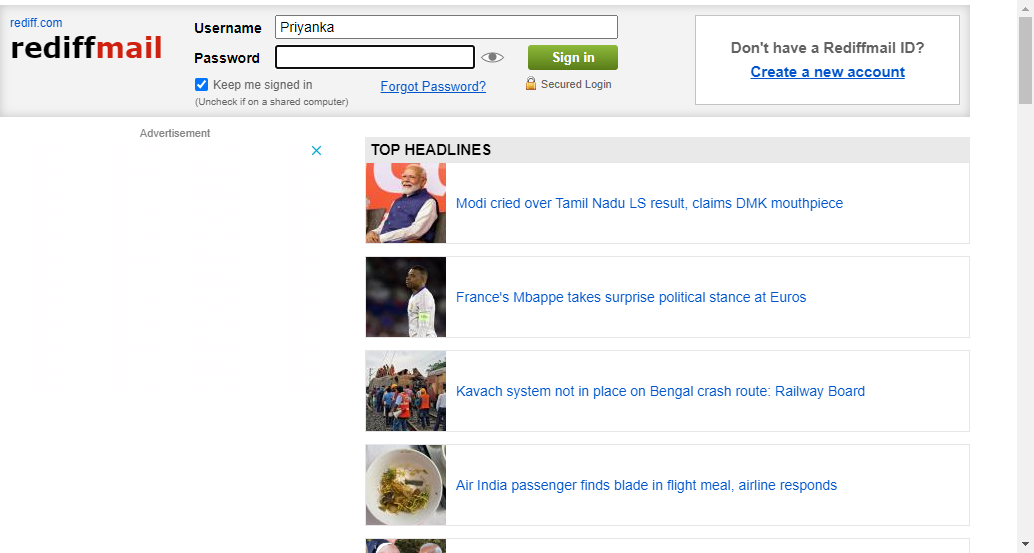 rediff.com
rediffmail
Username
Priyanka
Password
Sign in
Keep me signed in
Forgot Password?
Secured Login
(Uncheck if on a shared computer)
Don't have a Rediffmail ID?
Create a new account
Advertisement
TOP HEADLINES
Modi cried over Tamil Nadu LS result, claims DMK mouthpiece
France's Mbappe takes surprise political stance at Euros
Kavach system not in place on Bengal crash route: Railway Board
Air India passenger finds blade in flight meal, airline responds